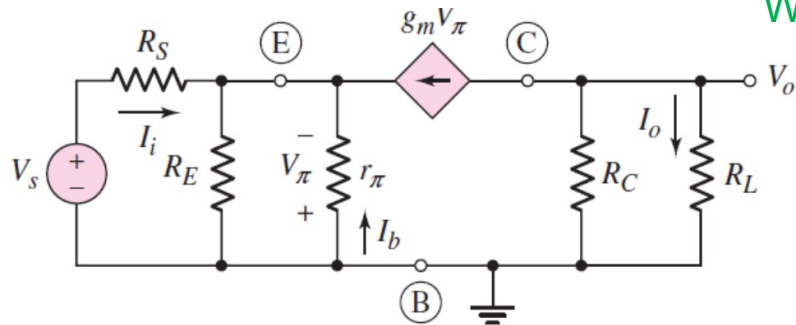 W
g_mV_π
R_S
E
C
V_o
I_i
I_o
V_s
+
−
R_E
−
V_π
+
r_π
I_b
R_C
R_L
B